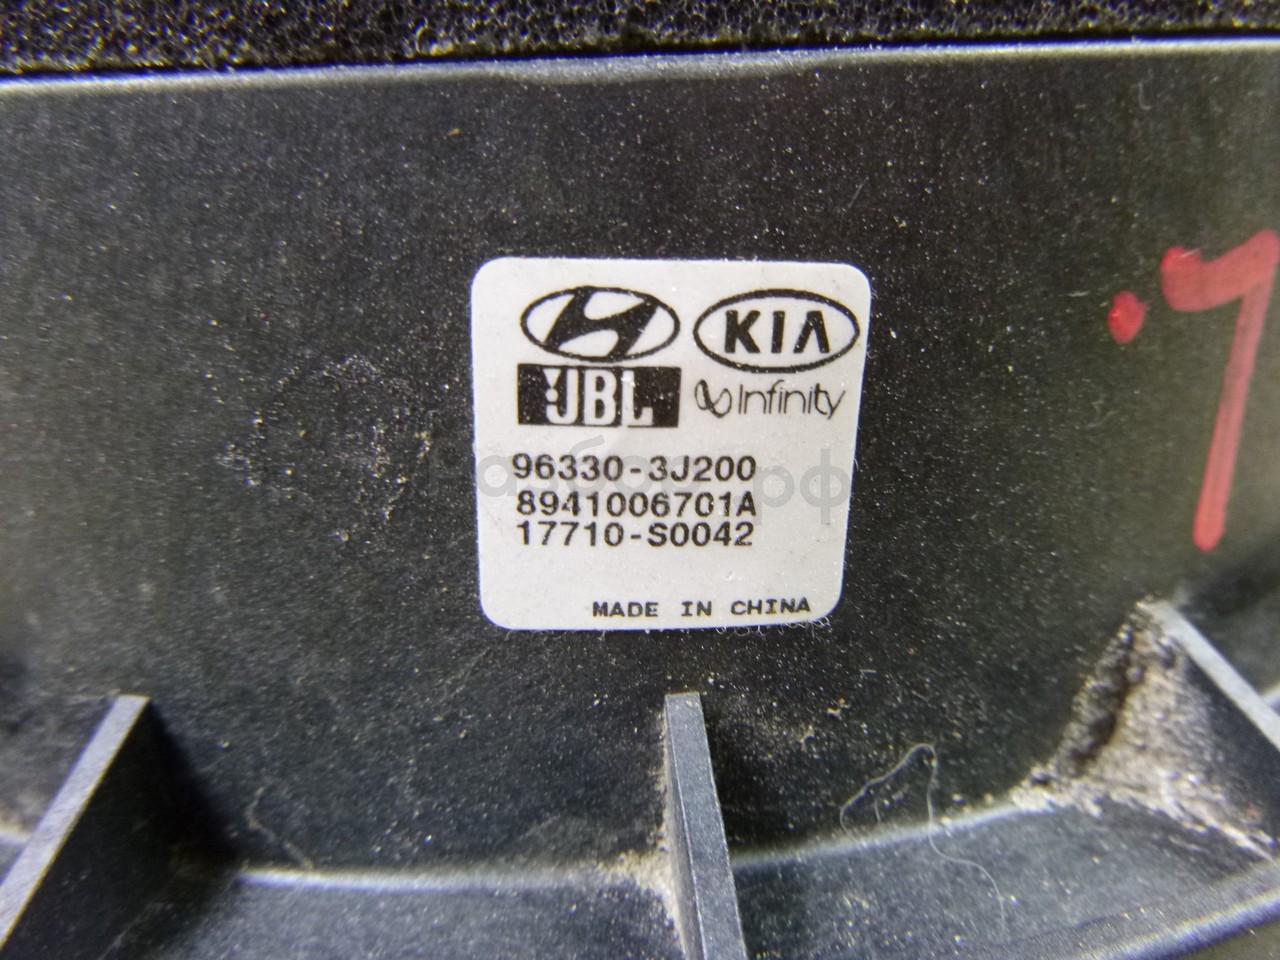 KIA
JBL Infinity
96330-3J200
8941006701A
17710-S0042
MADE IN CHINA